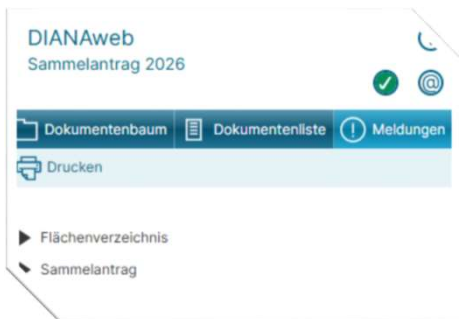 DIANAweb
Sammelantrag 2026
Dokumentenbaum Dokumentenliste Meldungen
Drucken
Flächenverzeichnis
Sammelantrag